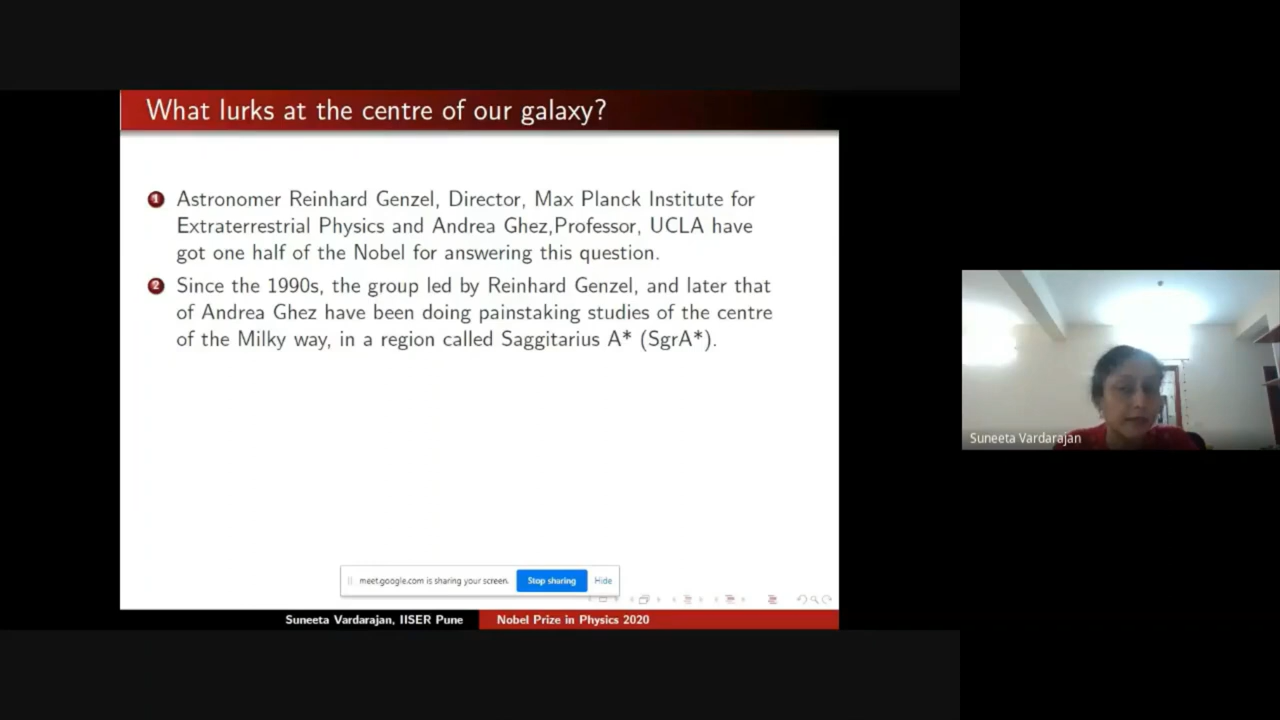 What lurks at the centre of our galaxy?
1 Astronomer Reinhard Genzel, Director, Max Planck Institute for
Extraterrestrial Physics and Andrea Ghez,Professor, UCLA have
got one half of the Nobel for answering this question.
2 Since the 1990s, the group led by Reinhard Genzel, and later that
of Andrea Ghez have been doing painstaking studies of the centre
of the Milky way, in a region called Saggitarius A* (SgrA*).
meet.google.com is sharing your screen.
Stop sharing
Hide
Suneeta Vardarajan, IISER Pune
Nobel Prize in Physics 2020
Suneeta Vardarajan